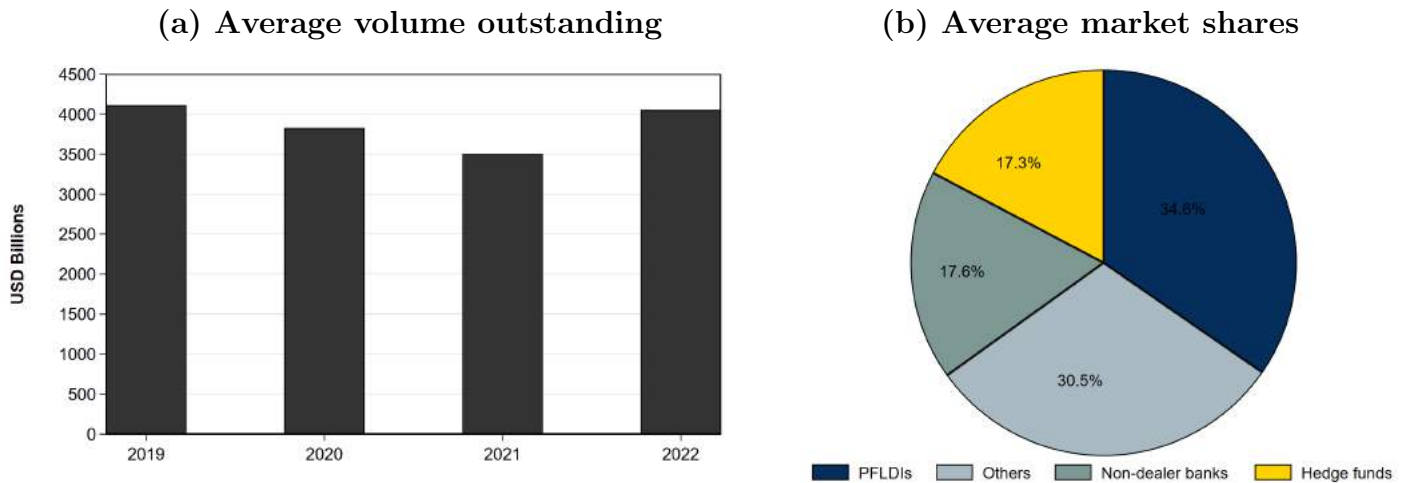 (a) Average volume outstanding
4500
4000
3500
3000
2500
2000
1500
1000
500
0
USD Billions
2019 2020 2021 2022
(b) Average market shares
17.3%
34.6%
17.6%
30.5%
PFLDIs Others Non-dealer banks Hedge funds